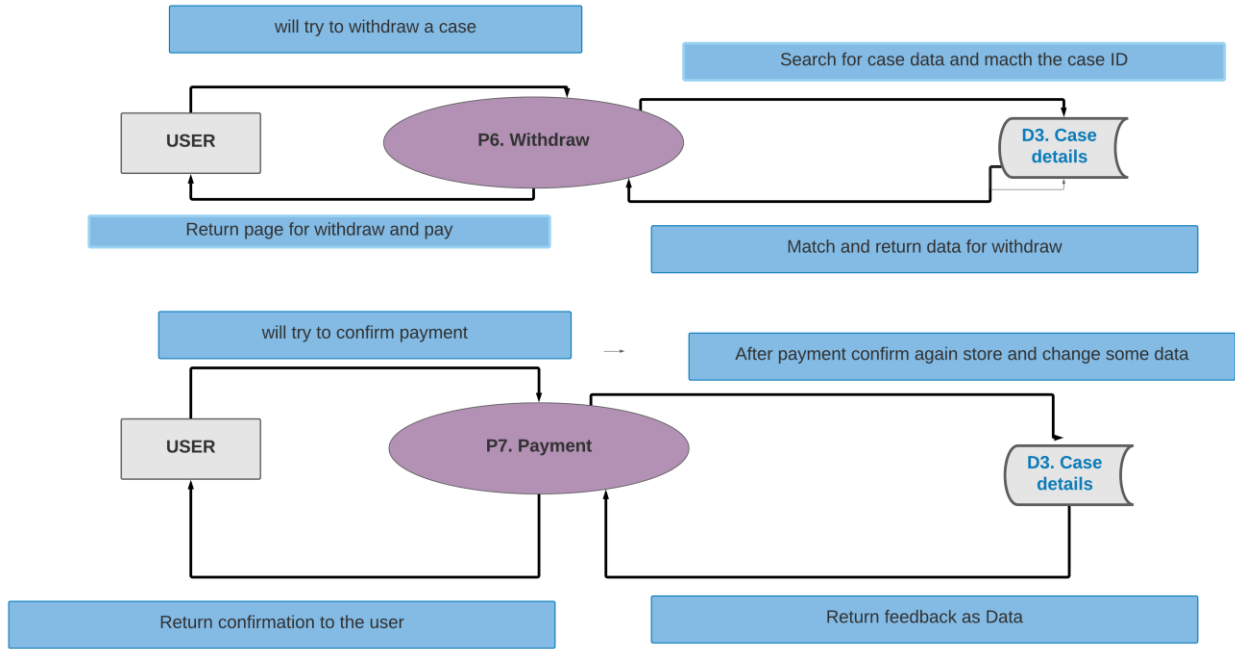 will try to withdraw a case
Search for case data and macth the case ID
USER
P6. Withdraw
D3. Case
details
Return page for withdraw and pay
Match and return data for withdraw
will try to confirm payment
After payment confirm again store and change some data
USER
P7. Payment
D3. Case
details
Return confirmation to the user
Return feedback as Data